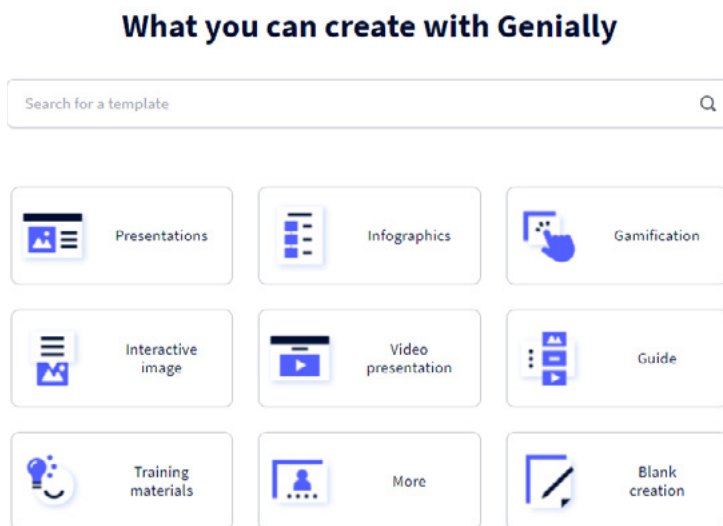 What you can create with Genially
Search for a template
Presentations
Infographics
Gamification
Interactive
image
Video
presentation
Guide
Training
materials
More
Blank
creation